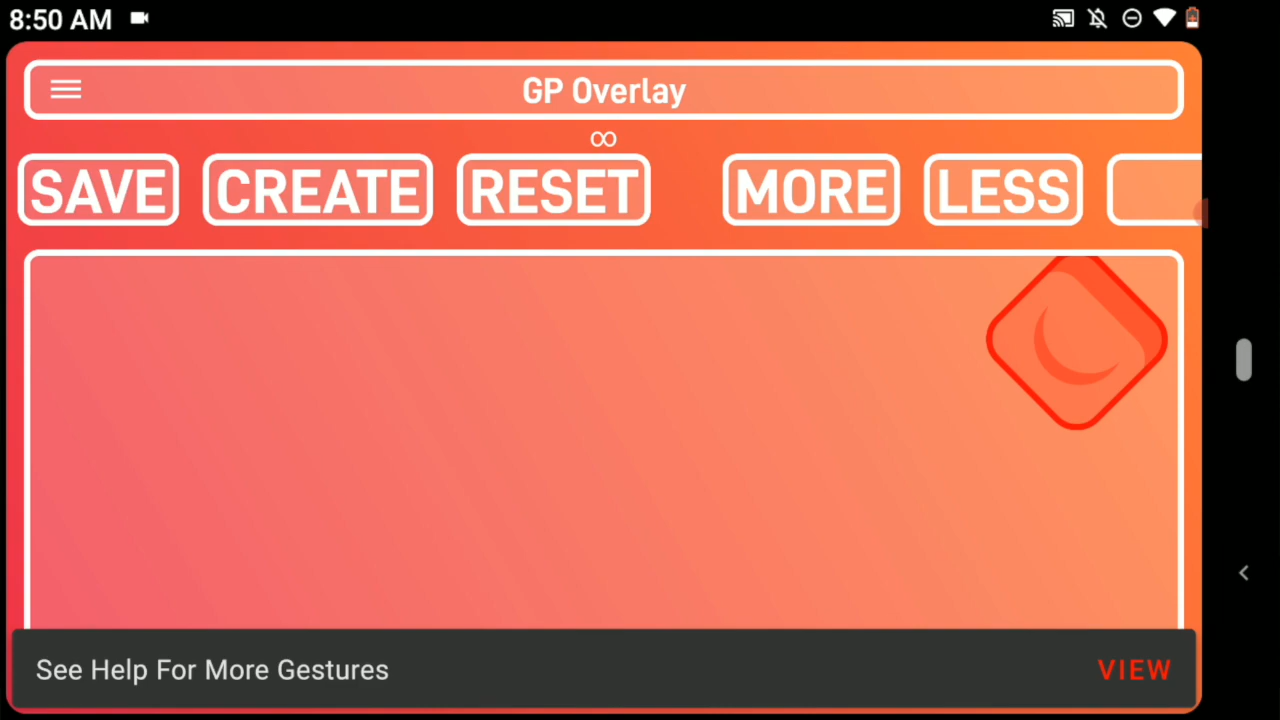 8:50 AM
GP Overlay
∞
SAVE CREATE RESET MORE LESS
See Help For More Gestures VIEW